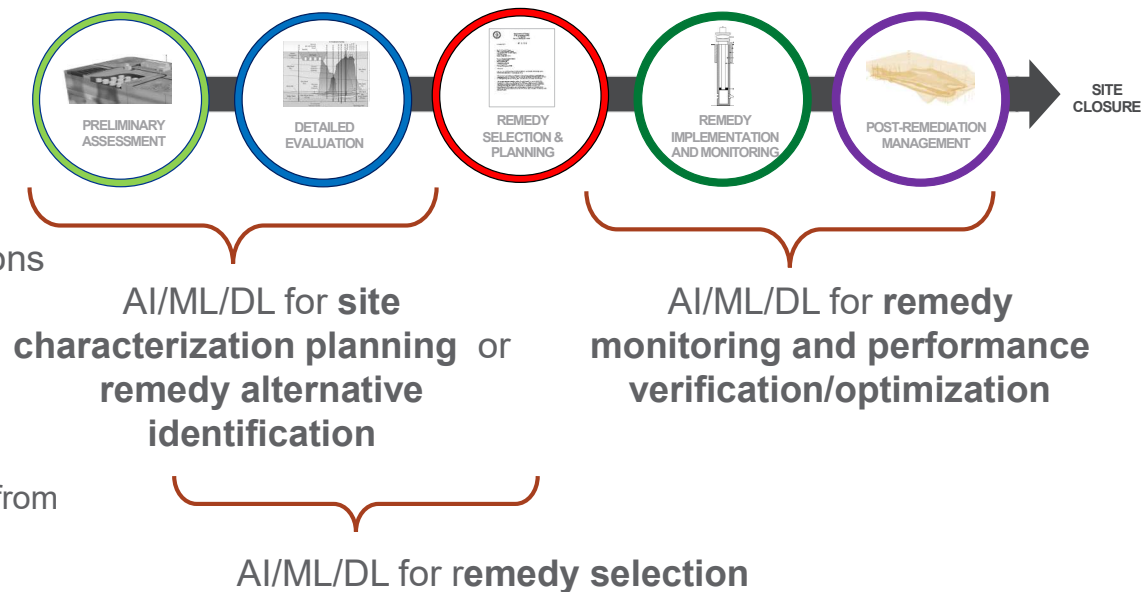 PRELIMINARY
ASSESSMENT
DETAILED
EVALUATION
REMEDY
SELECTION &
PLANNING
REMEDY
IMPLEMENTATION
AND MONITORING
POST-REMEDIATION
MANAGEMENT
SITE
CLOSURE
ons
AI/ML/DL for site
characterization planning or
remedy alternative
identification
AI/ML/DL for remedy
monitoring and performance
verification/optimization
from
AI/ML/DL for remedy selection